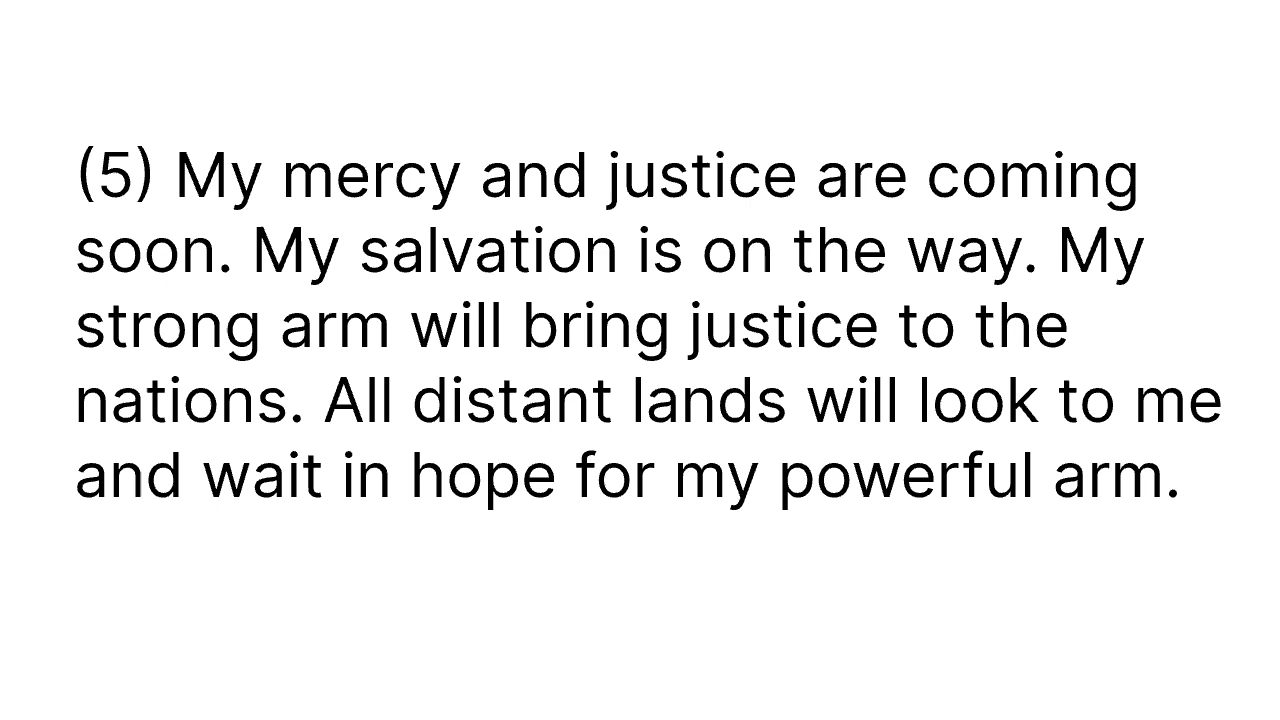 (5) My mercy and justice are coming
soon. My salvation is on the way. My
strong arm will bring justice to the
nations. All distant lands will look to me
and wait in hope for my powerful arm.